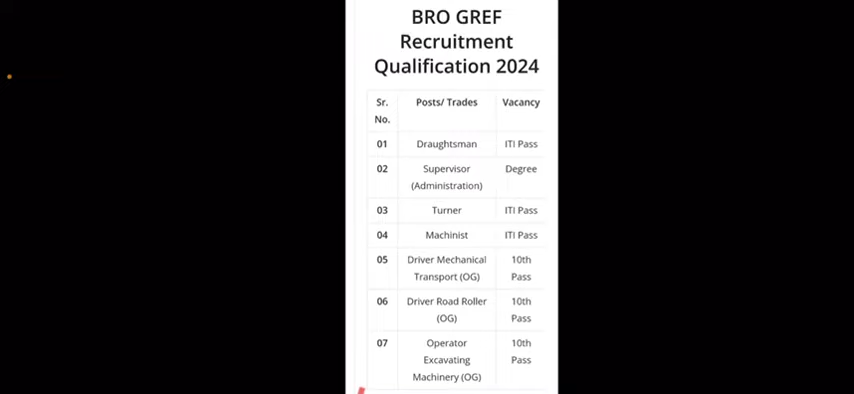 BRO GREF
Recruitment
Qualification 2024
Sr. No. Posts/ Trades Vacancy
01 Draughtsman ITI Pass
02 Supervisor (Administration) Degree
03 Turner ITI Pass
04 Machinist ITI Pass
05 Driver Mechanical Transport (OG) 10th Pass
06 Driver Road Roller (OG) 10th Pass
07 Operator Excavating Machinery (OG) 10th Pass